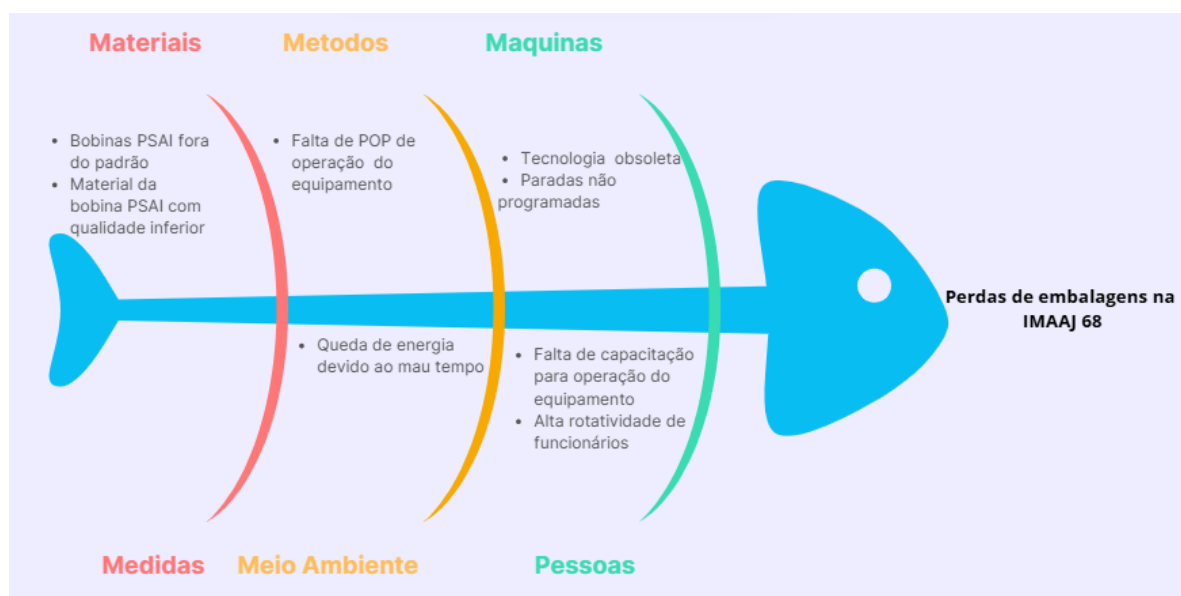 Materiais
Metodos
Maquinas
• Bobinas PSAI fora
do padrão
• Material da
bobina PSAI com
qualidade inferior
• Falta de POP de
operação do
equipamento
• Tecnologia obsoleta
• Paradas não
programadas
Perdas de embalagens na
IMAAJ 68
• Queda de energia
devido ao mau tempo
• Falta de capacitação
para operação do
equipamento
• Alta rotatividade de
funcionários
Medidas
Meio Ambiente
Pessoas